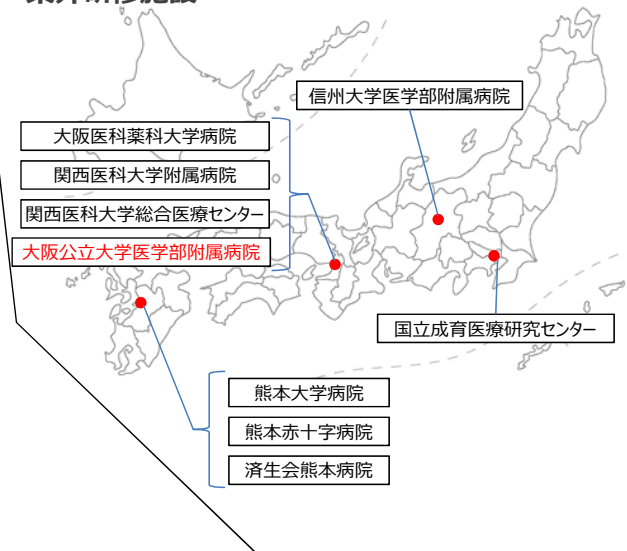 信州大学医学部附属病院
大阪医科薬科大学病院
関西医科大学附属病院
関西医科大学総合医療センター
大阪公立大学医学部附属病院
国立成育医療研究センター
熊本大学病院
熊本赤十字病院
済生会熊本病院